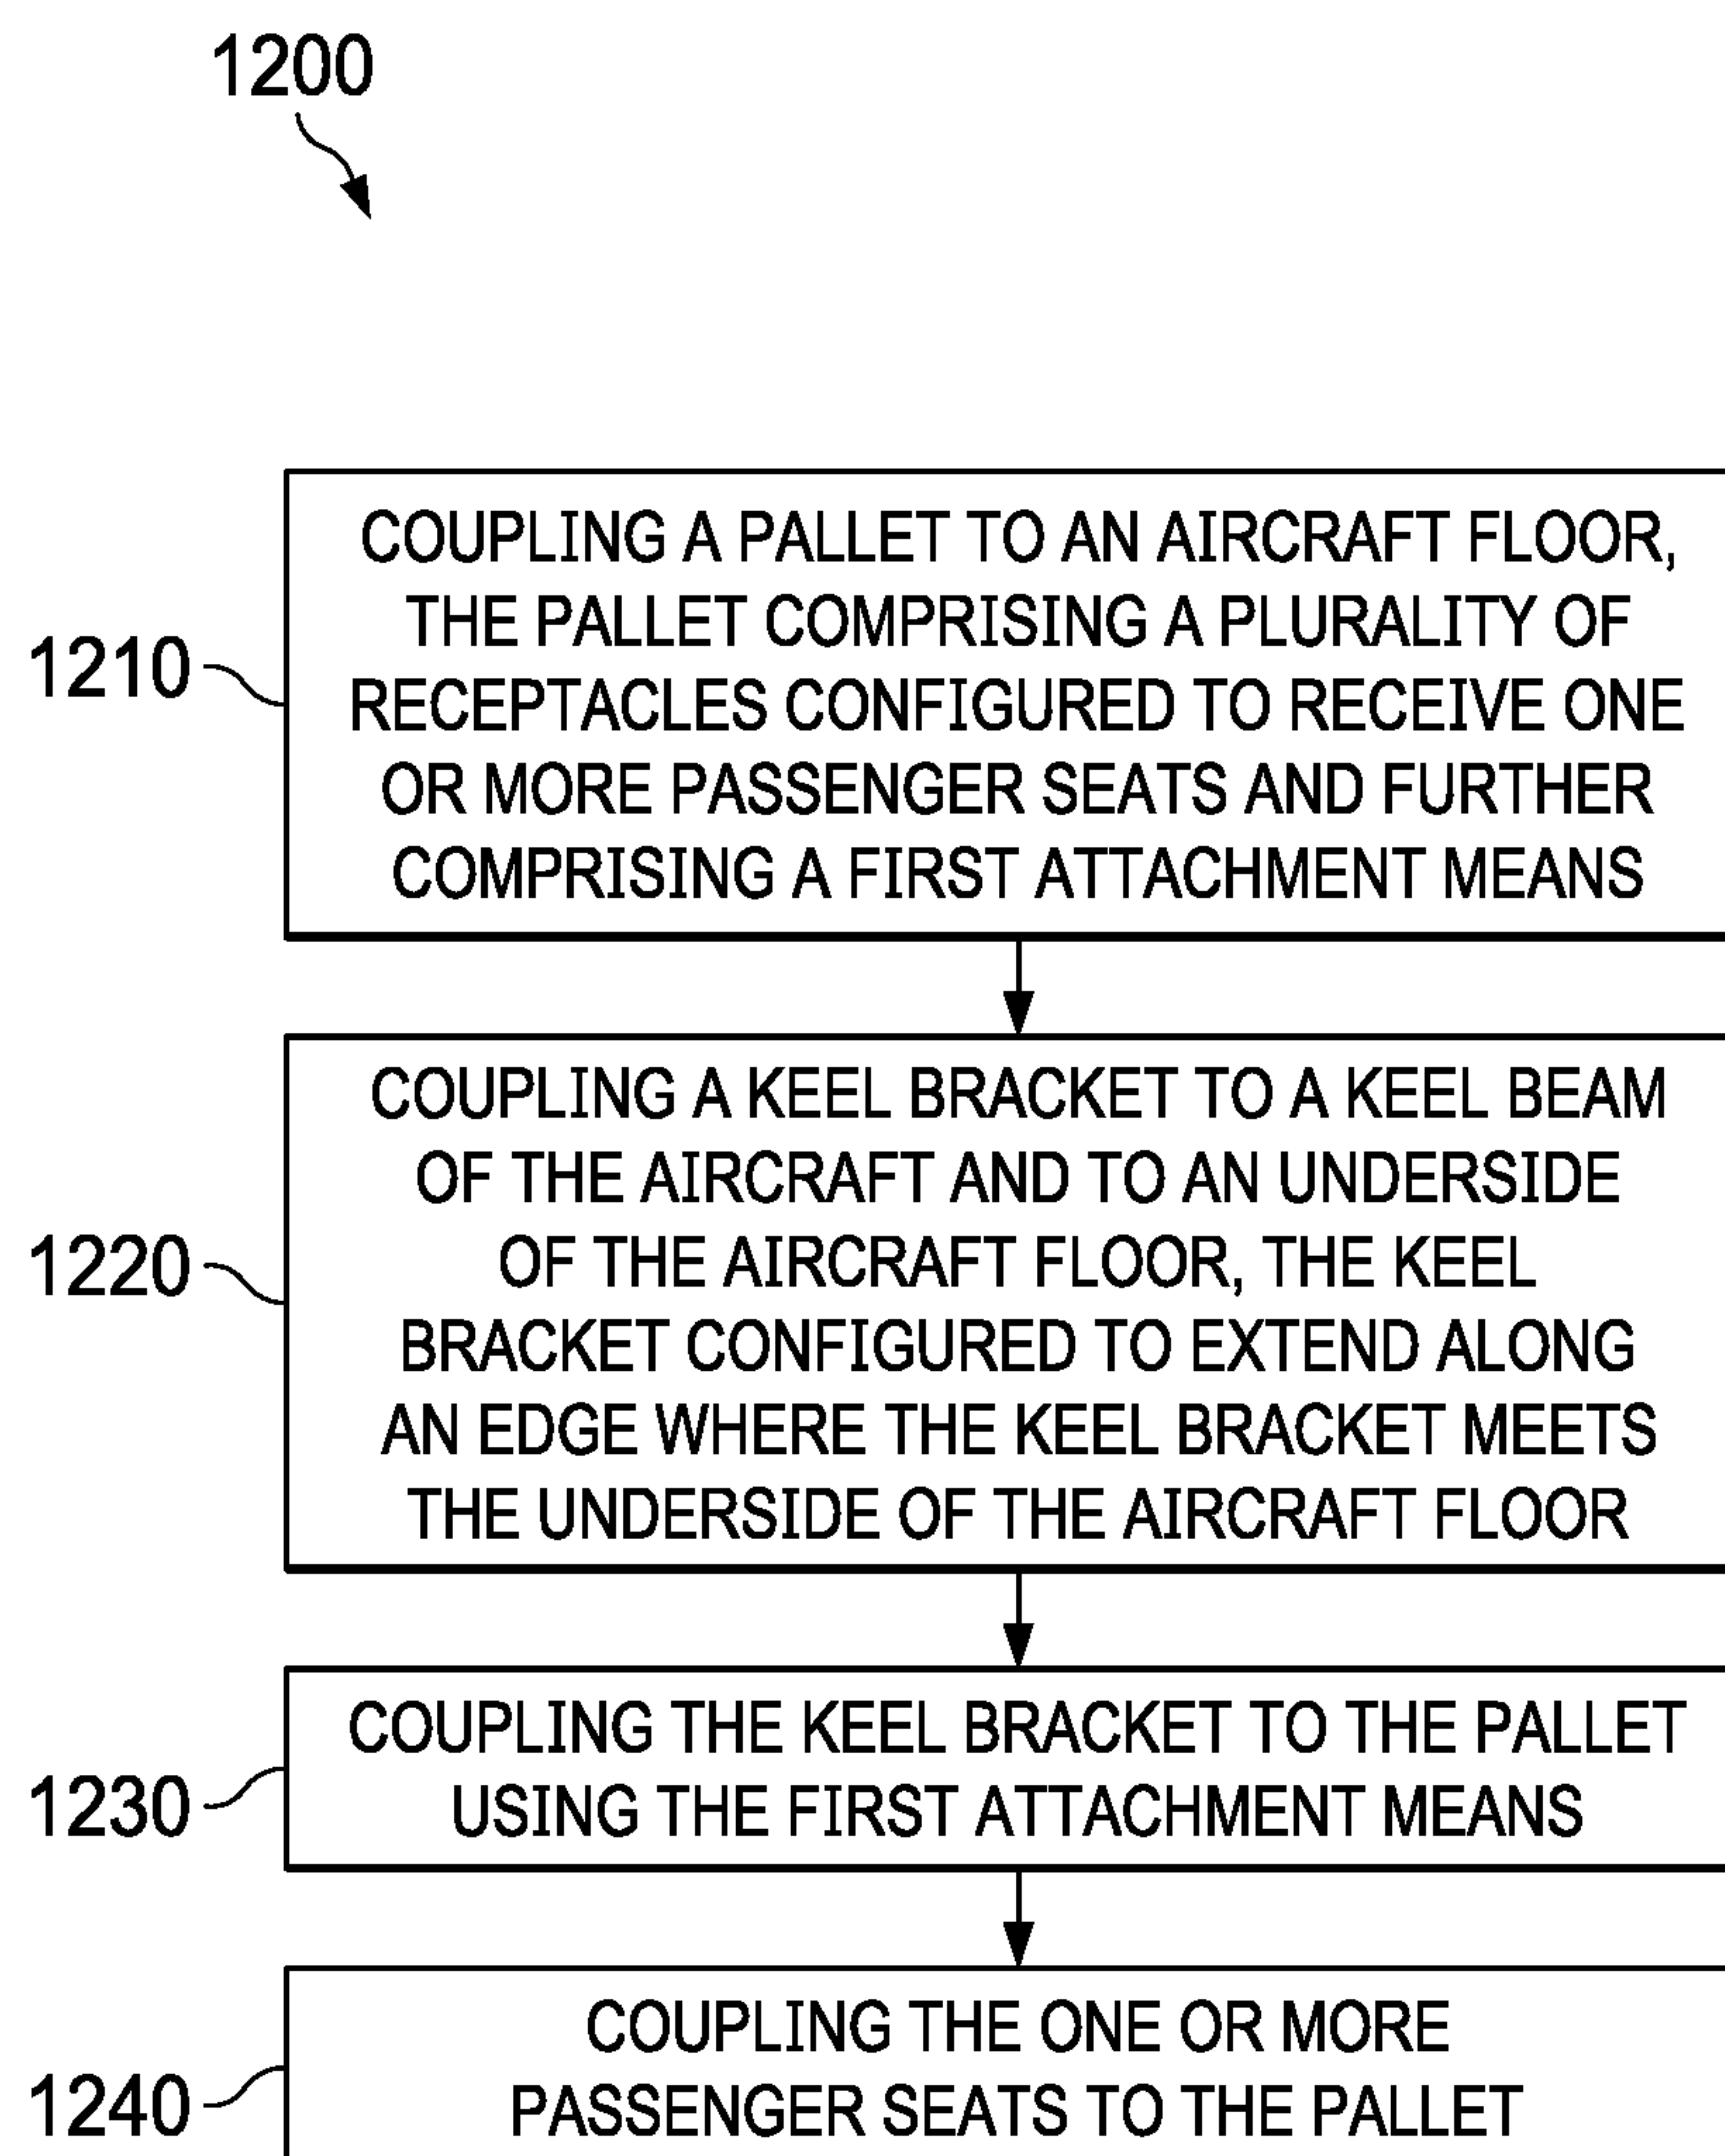 1200
COUPLING A PALLET TO AN AIRCRAFT FLOOR,
THE PALLET COMPRISING A PLURALITY OF
1210
RECEPTACLES CONFIGURED TO RECEIVE ONE
OR MORE PASSENGER SEATS AND FURTHER
COMPRISING A FIRST ATTACHMENT MEANS
COUPLING A KEEL BRACKET TO A KEEL BEAM
OF THE AIRCRAFT AND TO AN UNDERSIDE
1220
OF THE AIRCRAFT FLOOR, THE KEEL
BRACKET CONFIGURED TO EXTEND ALONG
AN EDGE WHERE THE KEEL BRACKET MEETS
THE UNDERSIDE OF THE AIRCRAFT FLOOR
COUPLING THE KEEL BRACKET TO THE PALLET
1230
USING THE FIRST ATTACHMENT MEANS
COUPLING THE ONE OR MORE
1240
PASSENGER SEATS TO THE PALLET